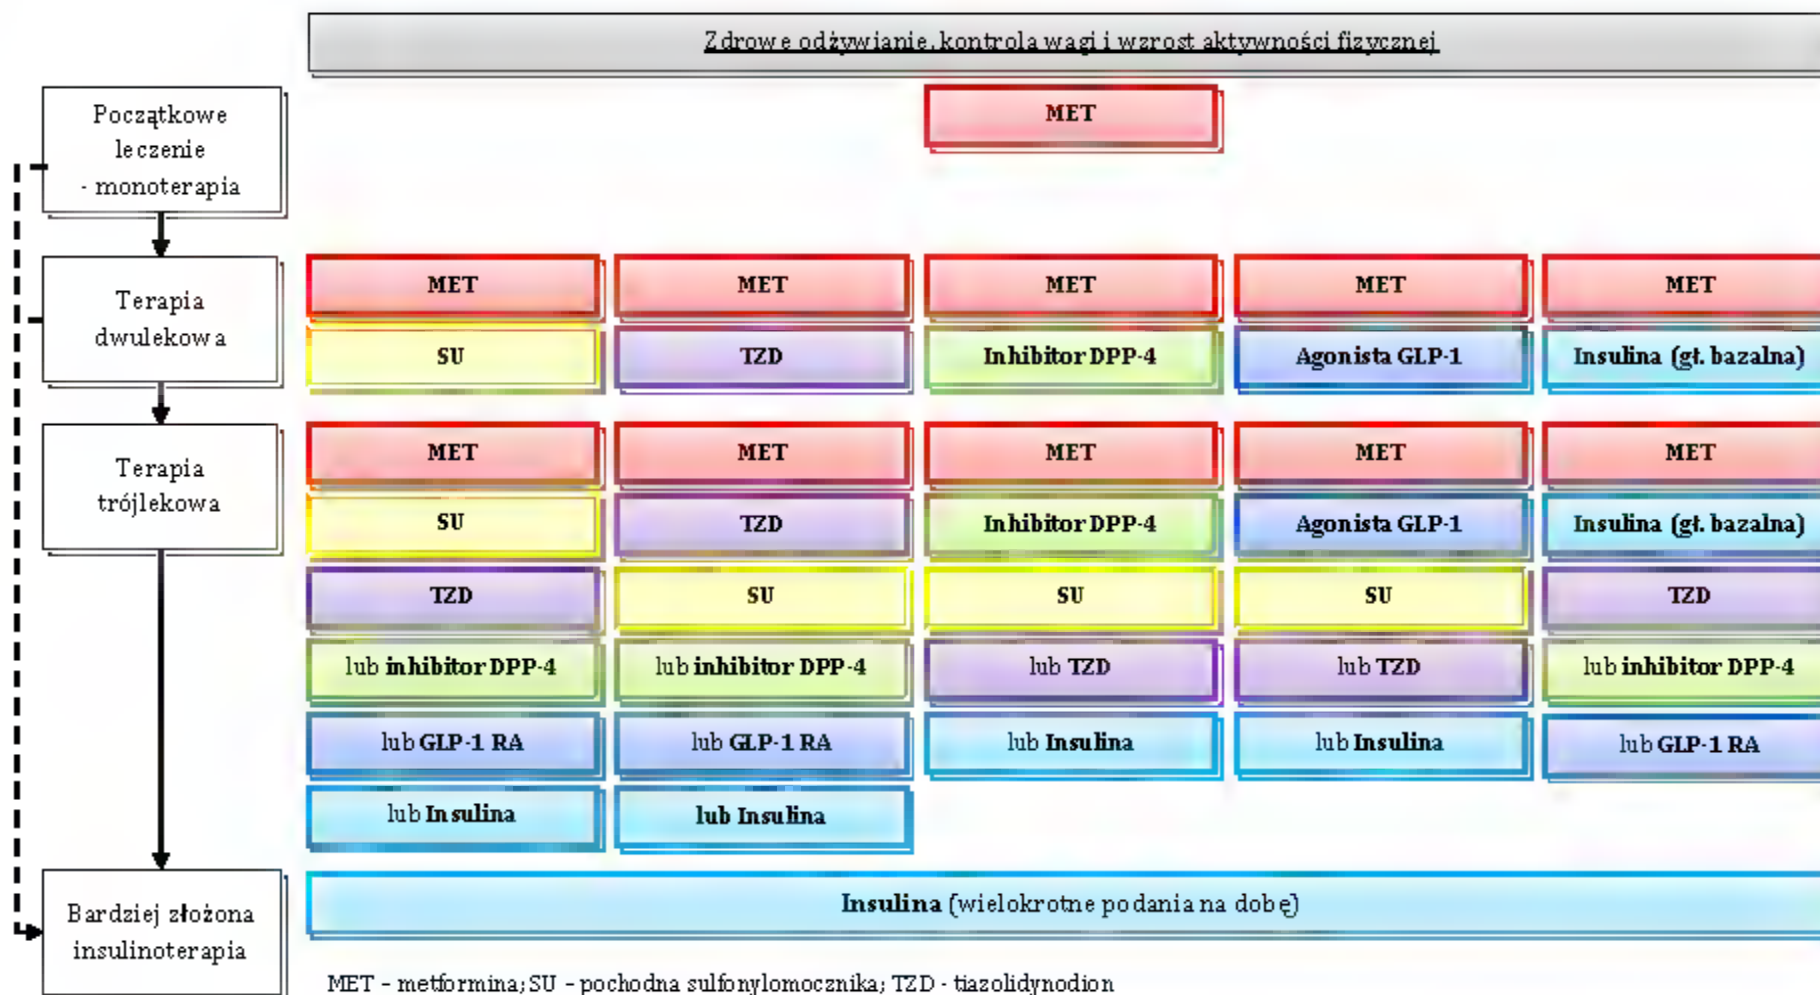 Zdrowe odżywianie, kontrola wagi i wzrost aktywności fizycznej
Początkowe
leczenie
- monoterapia
MET
Terapia
dwulekowa
MET MET MET MET MET
SU TZD Inhibitor DPP-4 Agonista GLP-1 Insulina (gł. bazalna)
Terapia
trójlekowa
MET MET MET MET MET
SU TZD Inhibitor DPP-4 Agonista GLP-1 Insulina (gł. bazalna)
TZD SU SU SU TZD
lub inhibitor DPP-4 lub inhibitor DPP-4 lub TZD lub TZD lub inhibitor DPP-4
lub GLP-1 RA lub GLP-1 RA lub Insulina lub Insulina lub GLP-1 RA
lub Insulina lub Insulina
Bardziej złożona
insulinoterapia
Insulina (wielokrotne podania na dobę)
MET – metformina; SU – pochodna sulfonylomocznika; TZD - tiazolidynodion